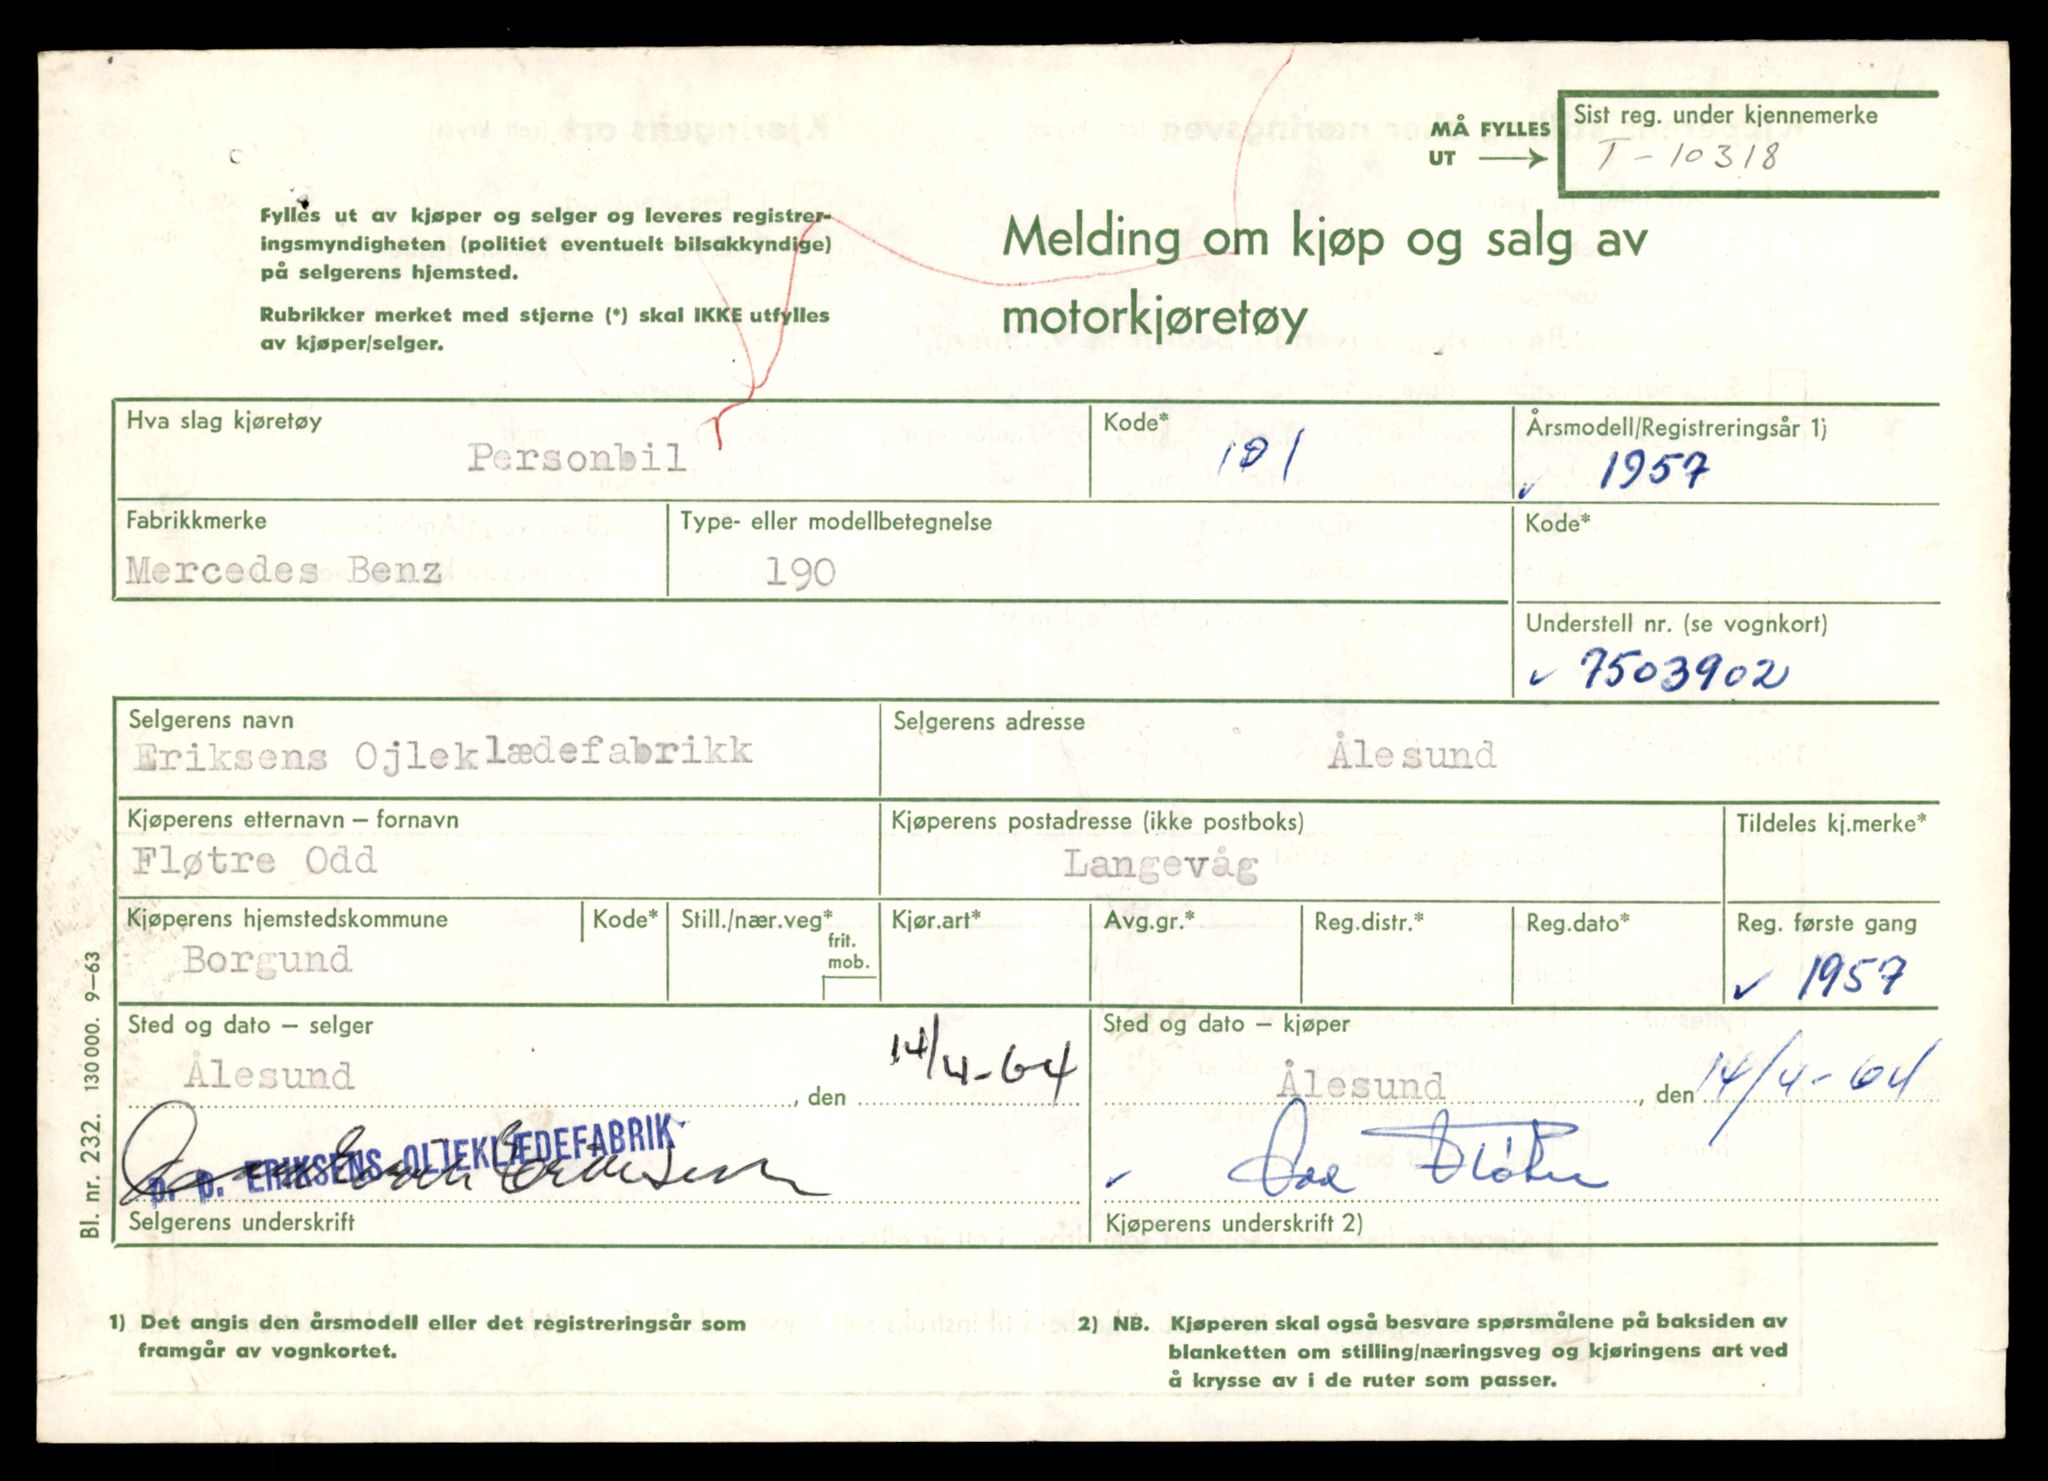 MÅ FYLLES UT
Sist reg. under kjennemerke
T-10318
Fylles ut av kjøper og selger og leveres registrer-
ingsmyndigheten (politiet eventuelt bilsakkyndige)
på selgerens hjemsted.
Rubrikker merket med stjerne (*) skal IKKE utfylles
av kjøper/selger.
Melding om kjøp og salg av
motorkjøretøy
Hva slag kjøretøy
Personbil
Kode*
101
Årsmodell/Registreringsår 1)
✓ 1957
Fabrikkmerke
Mercedes Benz
Type- eller modellbetegnelse
190
Kode*
Understell nr. (se vognkort)
✓ 7503902
Selgerens navn
Eriksens Ojleklædefabrikk
Selgerens adresse
Ålesund
Kjøperens etternavn – fornavn
Fløtre Odd
Kjøperens postadresse (ikke postboks)
Langevåg
Tildeles kj.merke*
Kjøperens hjemstedskommune
Borgund
Kode*
Still./nær.veg*
frit.
mob.
Kjør.art*
Avg.gr.*
Reg.distr.*
Reg.dato*
Reg. første gang
✓ 1957
Sted og dato – selger
Ålesund, den 14/4-64
p. p. ERIKSENS OLJEKLÆDEFABRIK
Selgerens underskrift
Sted og dato – kjøper
Ålesund, den 14/4-64
✓ Odd Fløtre
Kjøperens underskrift 2)
Bl. nr. 232. 130 000. 9–63
1) Det angis den årsmodell eller det registreringsår som
framgår av vognkortet.
2) NB. Kjøperen skal også besvare spørsmålene på baksiden av
blanketten om stilling/næringsveg og kjøringens art ved
å krysse av i de ruter som passer.